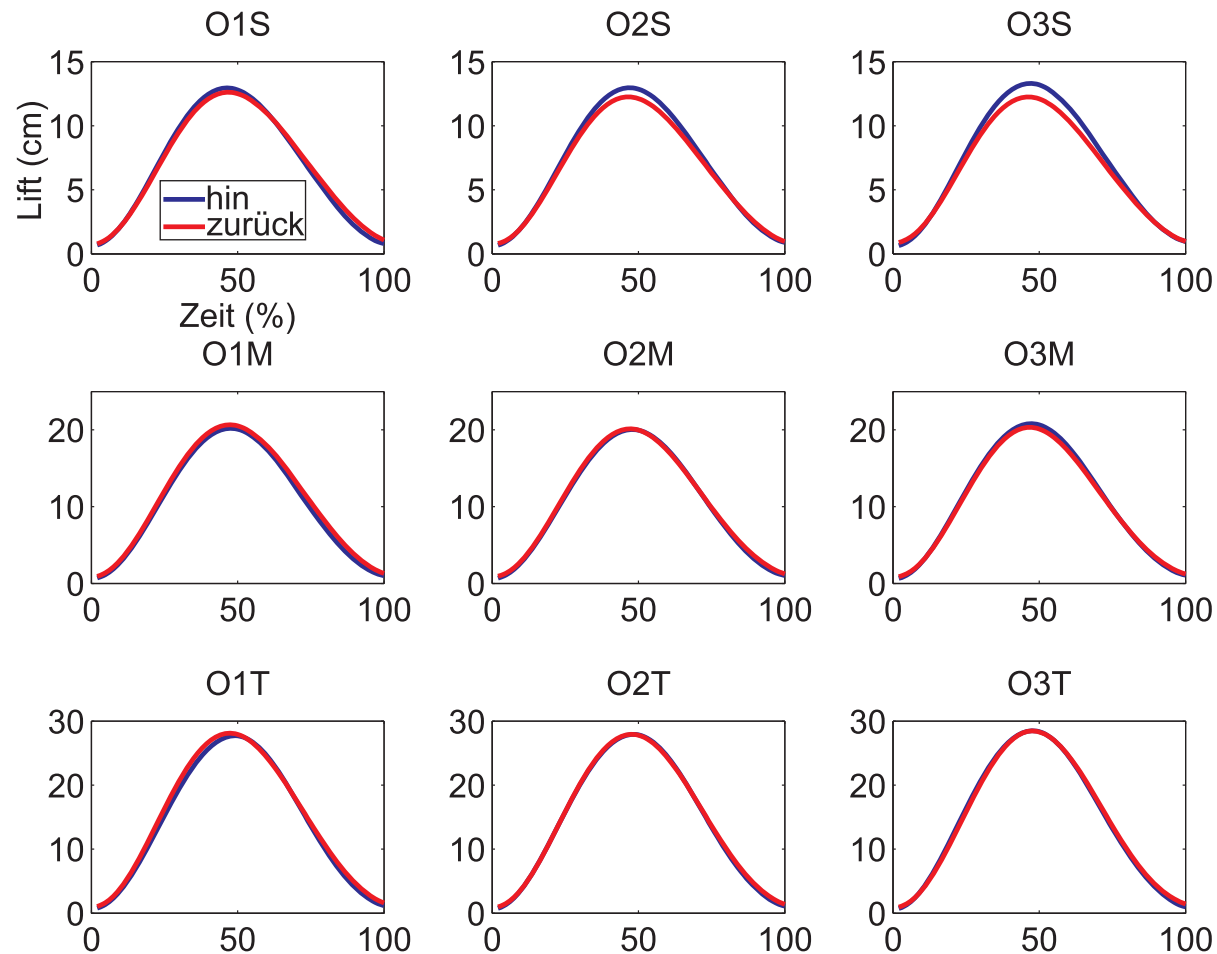 O1S O2S O3S
15 15 15
10 10 10
5 5 5
0 0 0
Lift (cm)
hin
zurück
0 50 100 0 50 100 0 50 100
Zeit (%)
O1M O2M O3M
20 20 20
10 10 10
0 0 0
0 50 100 0 50 100 0 50 100
O1T O2T O3T
30 30 30
20 20 20
10 10 10
0 0 0
0 50 100 0 50 100 0 50 100